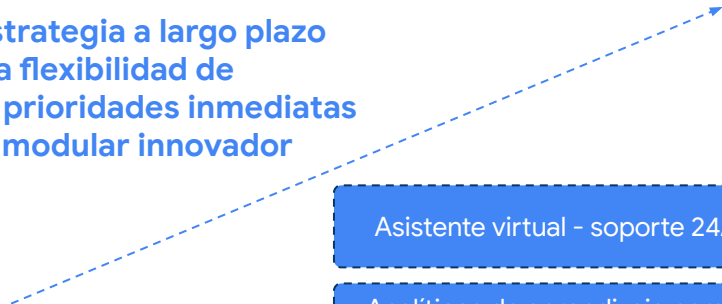 strategia a largo plazo
a flexibilidad de
prioridades inmediatas
modular innovador
Asistente virtual - soporte 24